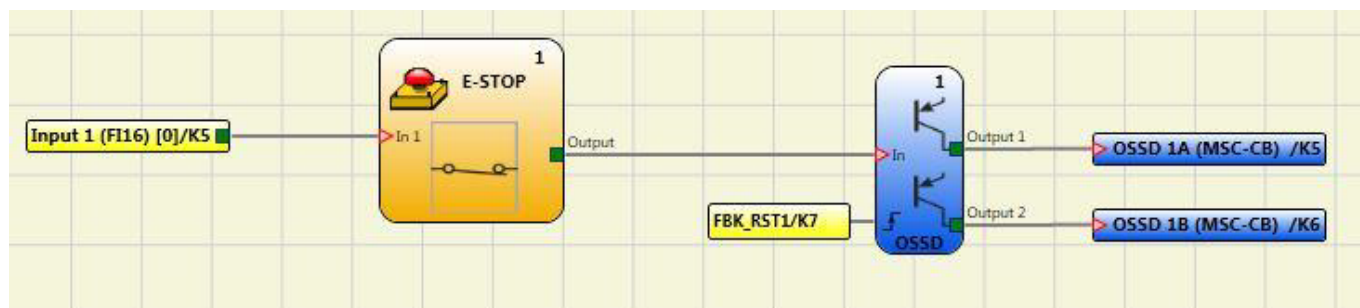 1
E-STOP
Input 1 (FI16) [0]/K5
In 1
Output
1
In
Output 1
OSSD 1A (MSC-CB) /K5
FBK_RST1/K7
Output 2
OSSD 1B (MSC-CB) /K6
OSSD